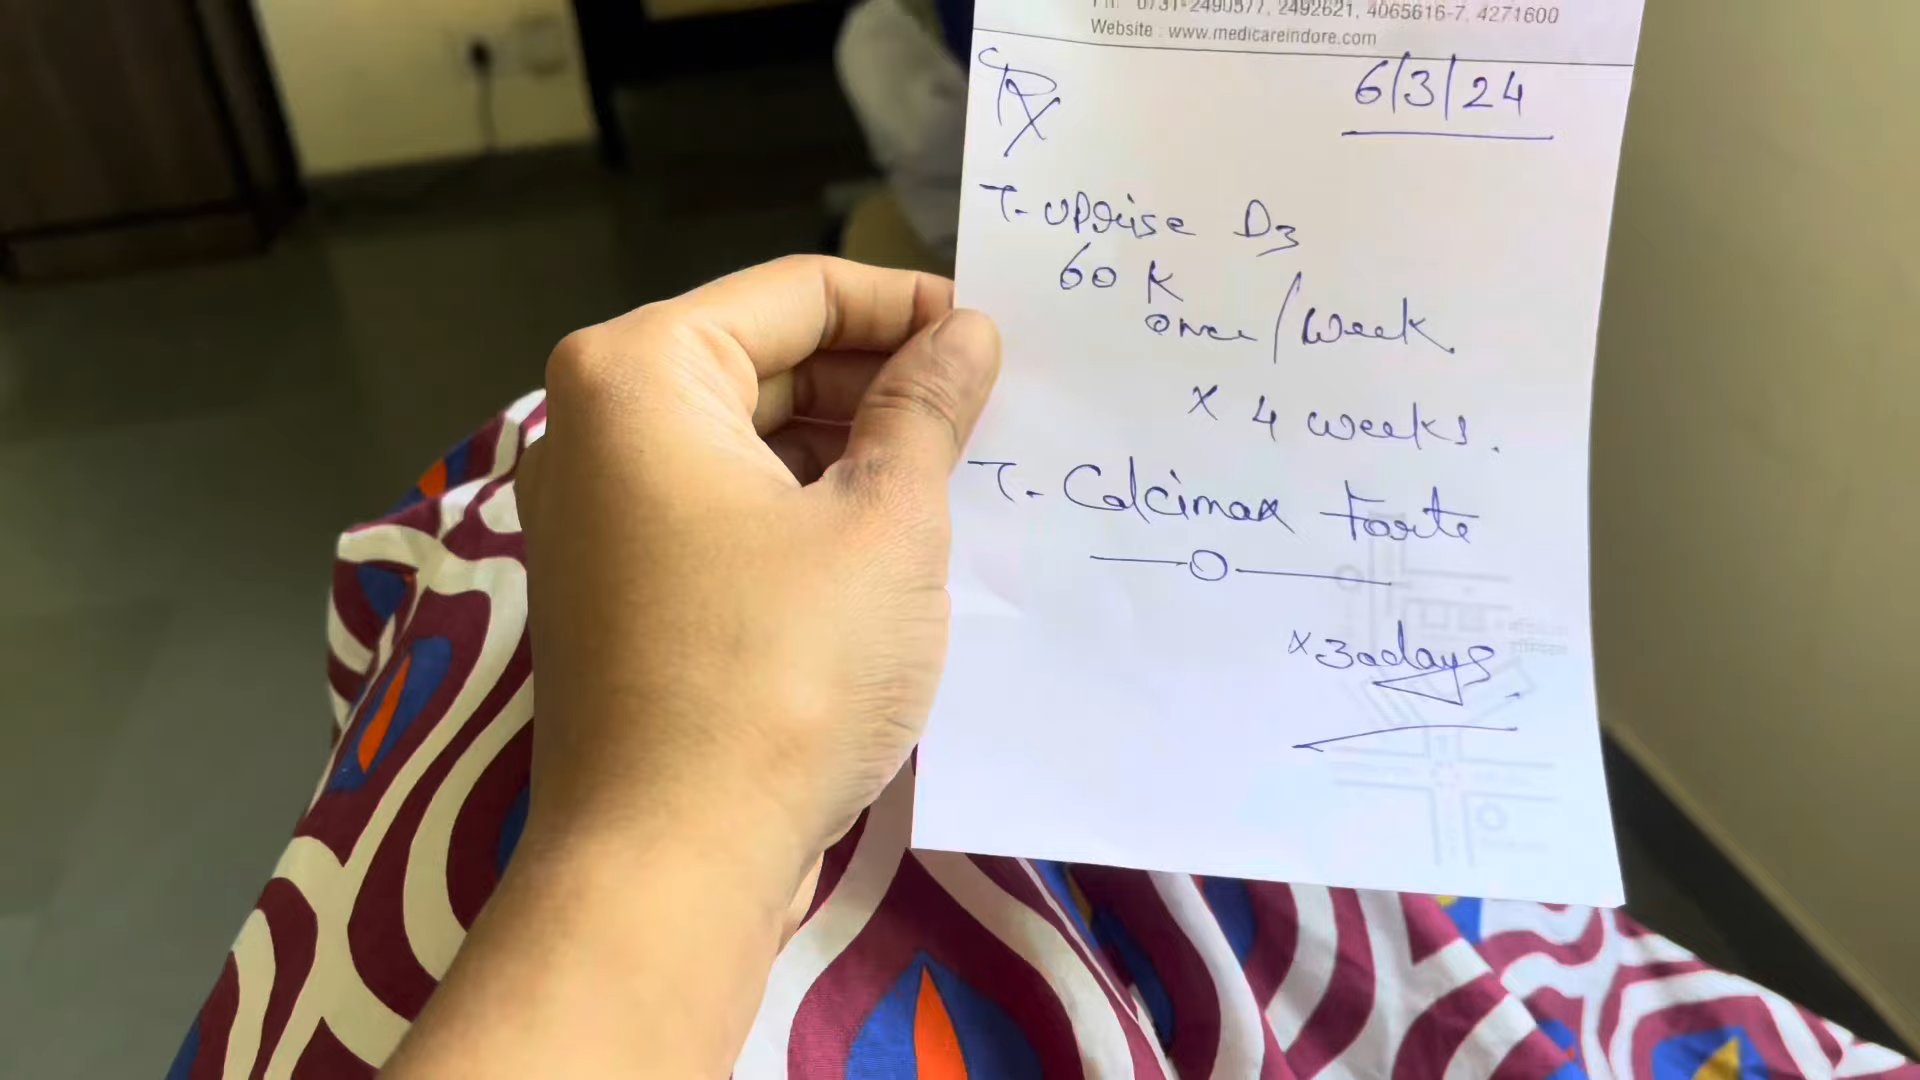 Ph. 0731-2490577, 2492621, 4065616-7, 4271600
Website : www.medicareindore.com
Rx
6/3/24
T. Uprise D3
60 K
once/week
x 4 weeks.
T. Calcimax forte
—o—
x 30days.